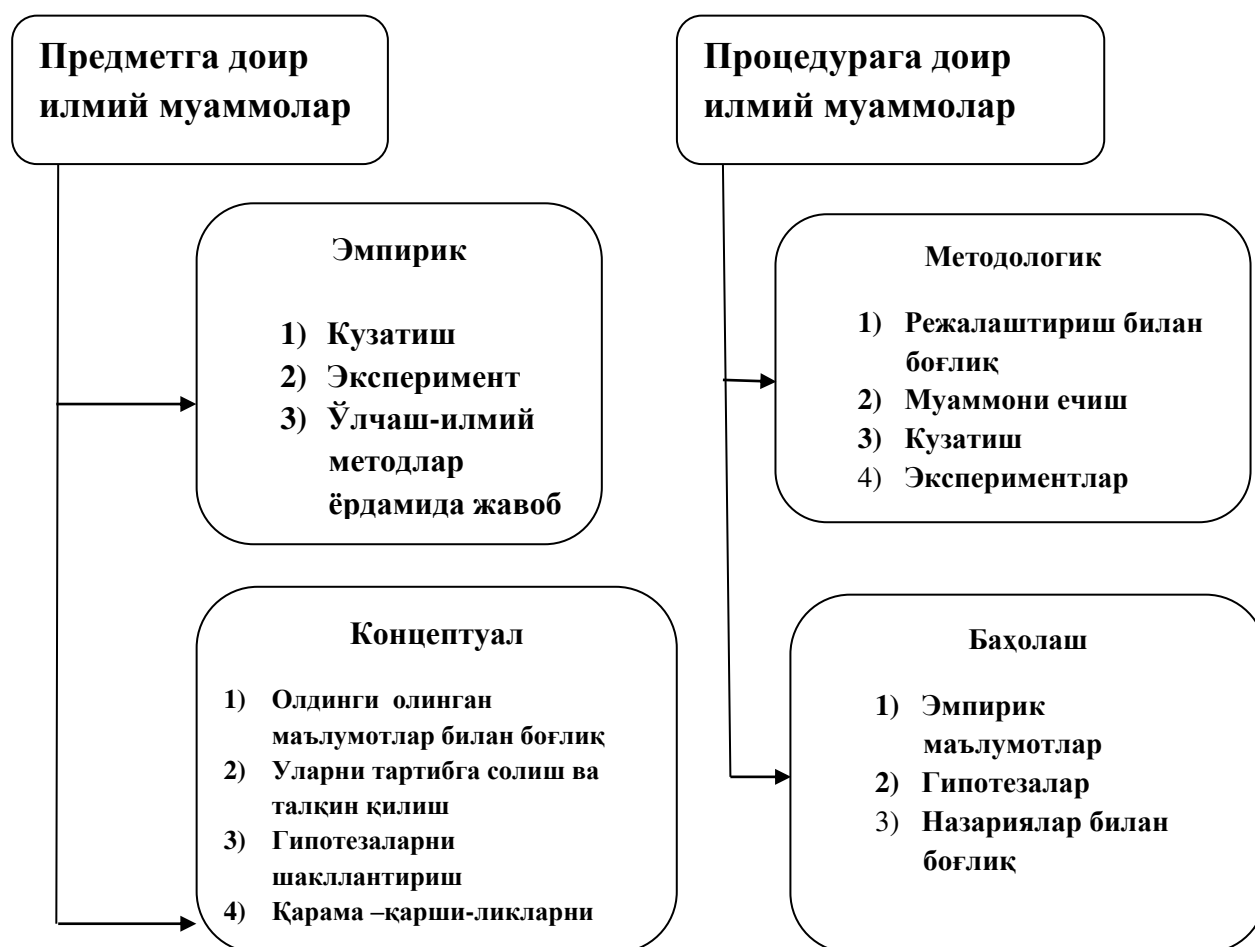 Предметга доир
илмий муаммолар
Эмпирик
1) Кузатиш
2) Эксперимент
3) Ўлчаш-илмий
методлар
ёрдамида жавоб
Концептуал
1) Олдинги олинган
маълумотлар билан боғлиқ
2) Уларни тартибга солиш ва
талқин қилиш
3) Гипотезаларни
шакллантириш
4) Қарама –қарши-ликларни
Процедурага доир
илмий муаммолар
Методологик
1) Режалаштириш билан
боғлиқ
2) Муаммони ечиш
3) Кузатиш
4) Экспериментлар
Баҳолаш
1) Эмпирик
маълумотлар
2) Гипотезалар
3) Назариялар билан
боғлиқ